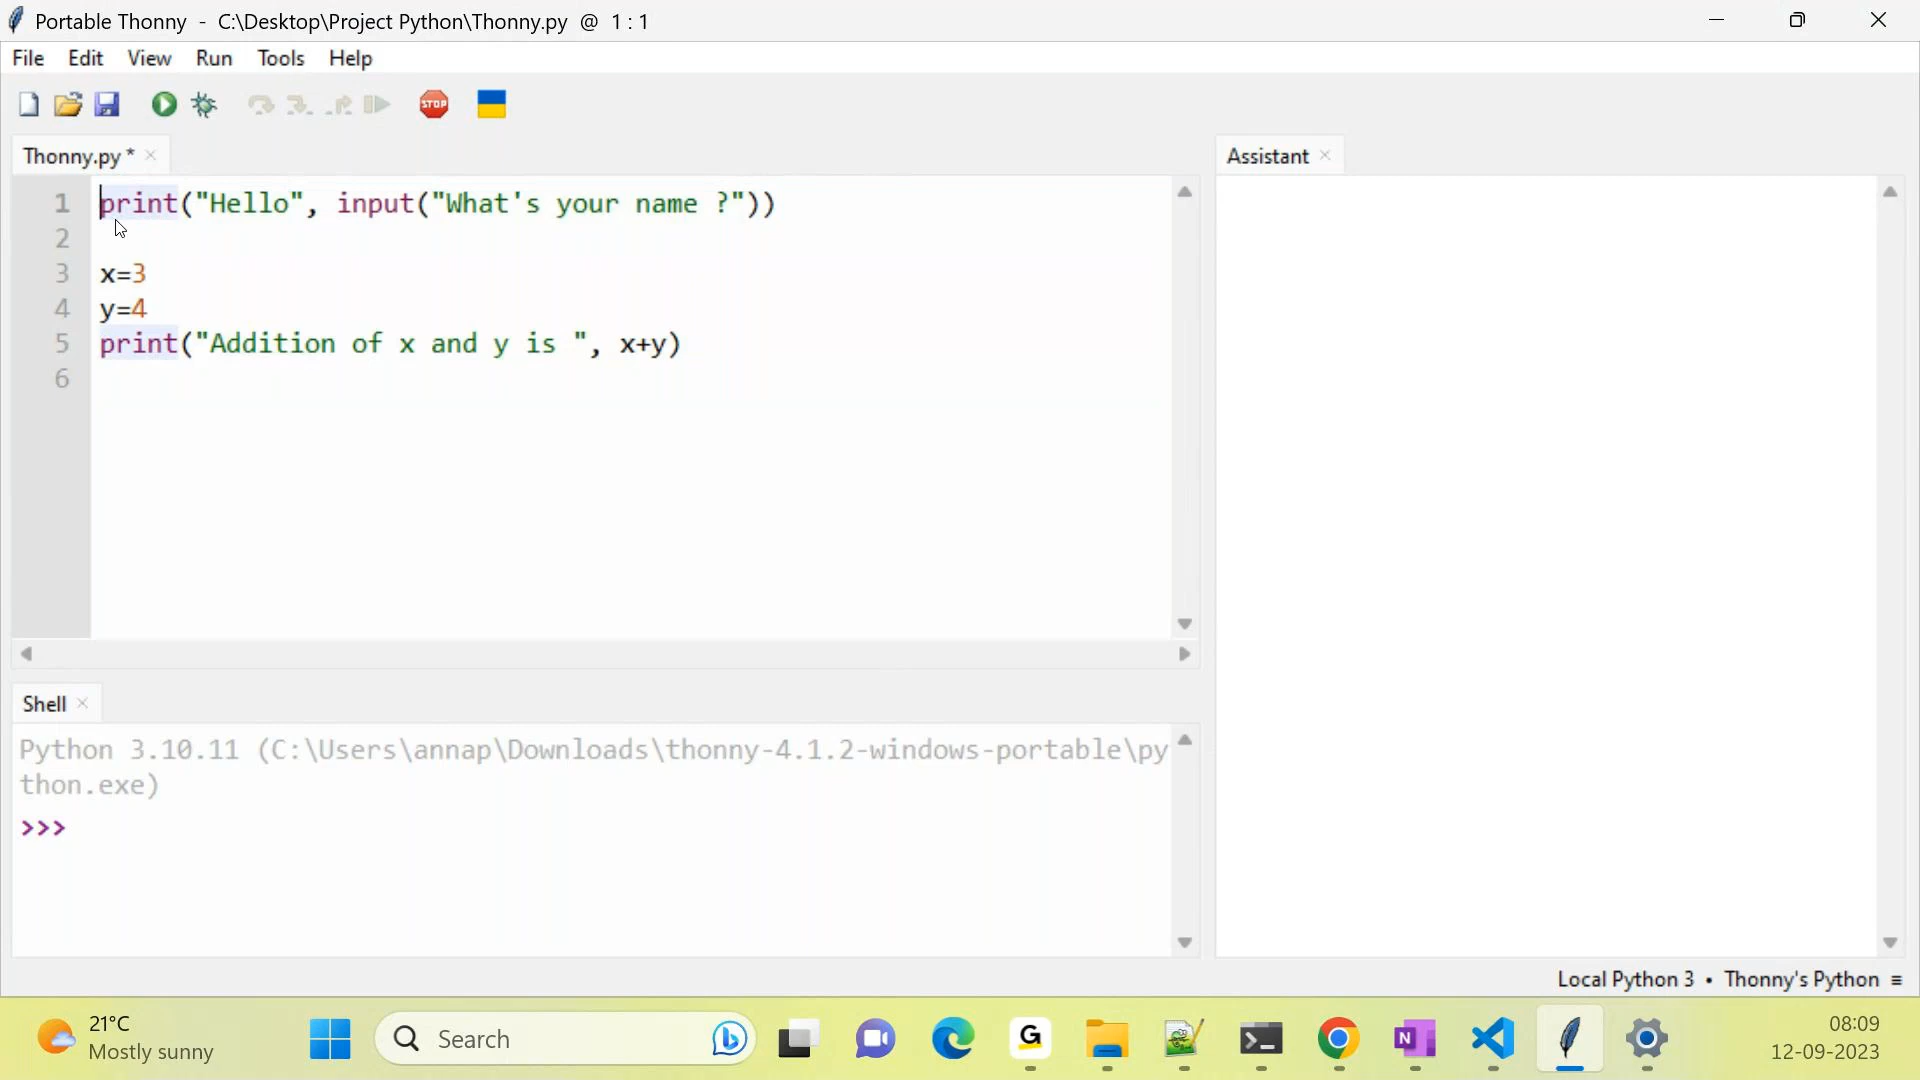 Portable Thonny - C:\Desktop\Project Python\Thonny.py @ 1 : 1
File Edit View Run Tools Help
STOP
Thonny.py *
Assistant
1 print("Hello", input("What's your name ?"))
2
3 x=3
4 y=4
5 print("Addition of x and y is ", x+y)
6
Shell
Python 3.10.11 (C:\Users\annap\Downloads\thonny-4.1.2-windows-portable\py
thon.exe)
>>>
Local Python 3 • Thonny's Python ≡
21°C
Mostly sunny
Search
G
N
08:09
12-09-2023